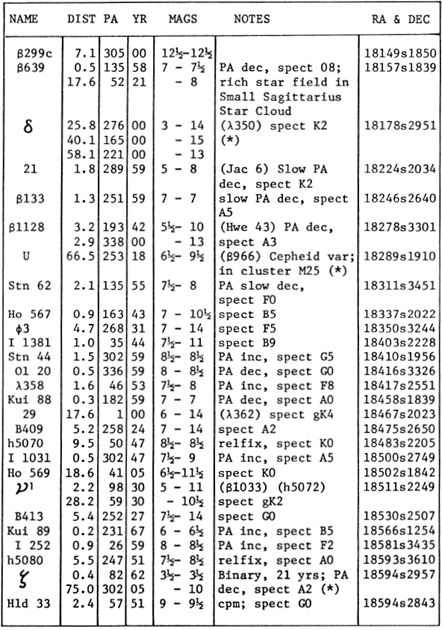 NAME DIST PA YR MAGS NOTES RA & DEC
β299c 7.1 305 00 12½-12½ 18149s1850
β639 0.5 135 58 7 - 7½ PA dec, spect O8; 18157s1839
17.6 52 21 - 8 rich star field in
Small Sagittarius
Star Cloud
δ 25.8 276 00 3 - 14 (λ350) spect K2 18178s2951
40.1 165 00 - 15 (*)
58.1 221 00 - 13
21 1.8 289 59 5 - 8 (Jac 6) Slow PA 18224s2034
dec, spect K2
β133 1.3 251 59 7 - 7 slow PA dec, spect 18246s2640
A5
β1128 3.2 193 42 5½- 10 (Hwe 43) PA dec, 18278s3301
2.9 338 00 - 13 spect A3
U 66.5 253 18 6½- 9½ (β966) Cepheid var; 18289s1910
in cluster M25 (*)
Stn 62 2.1 135 55 7½- 8 PA slow dec, 18311s3451
spect F0
Ho 567 0.9 163 43 7 - 10½ spect B5 18337s2022
φ3 4.7 268 31 7 - 14 spect F5 18350s3244
I 1381 1.0 35 44 7½- 11 spect B9 18403s2228
Stn 44 1.5 302 59 8½- 8½ PA inc, spect G5 18410s1956
Ol 20 0.5 336 59 8 - 8½ PA dec, spect G0 18416s3326
λ358 1.6 46 53 7½- 8 PA inc, spect F8 18417s2551
Kui 88 0.3 182 59 7 - 7 PA dec, spect A0 18458s1839
29 17.6 1 00 6 - 14 (λ362) spect gK4 18467s2023
B409 5.2 258 24 7 - 14 spect A2 18475s2650
h5070 9.5 50 47 8½- 8½ relfix, spect K0 18483s2205
I 1031 0.5 302 47 7½- 9 PA inc, spect A5 18500s2749
Ho 569 18.6 41 05 6½-11½ spect K0 18502s1842
ν¹ 2.2 98 30 5 - 11 (β1033) (h5072) 18511s2249
28.2 59 30 - 10½ spect gK2
B413 5.4 252 27 7½- 14 spect G0 18530s2507
Kui 89 0.2 231 67 6 - 6½ PA inc, spect B5 18566s1254
I 252 0.9 26 59 8 - 8½ PA inc, spect F2 18581s3435
h5080 5.5 247 51 7½- 8½ relfix, spect A0 18593s3610
ζ 0.4 82 62 3½- 3½ Binary, 21 yrs; PA 18594s2957
75.0 302 05 - 10 dec, spect A2 (*)
Hld 33 2.4 57 51 9 - 9½ cpm; spect G0 18594s2843